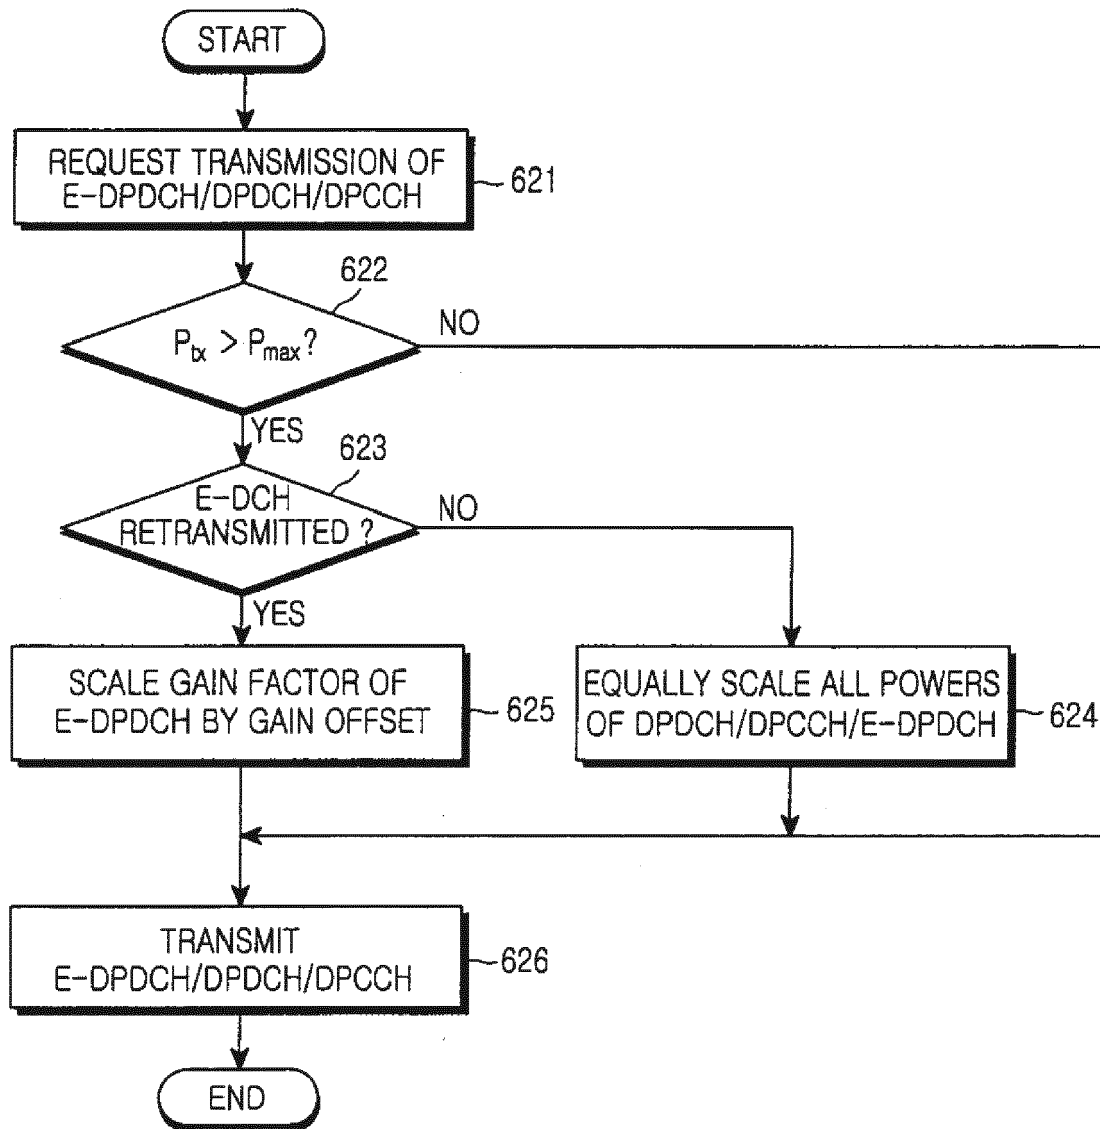 START
REQUEST TRANSMISSION OF
E-DPDCH/DPDCH/DPCCH
621
622
Ptx > Pmax?
NO
YES
623
E-DCH
RETRANSMITTED ?
NO
YES
SCALE GAIN FACTOR OF
E-DPDCH BY GAIN OFFSET
625
EQUALLY SCALE ALL POWERS
OF DPDCH/DPCCH/E-DPDCH
624
TRANSMIT
E-DPDCH/DPDCH/DPCCH
626
END